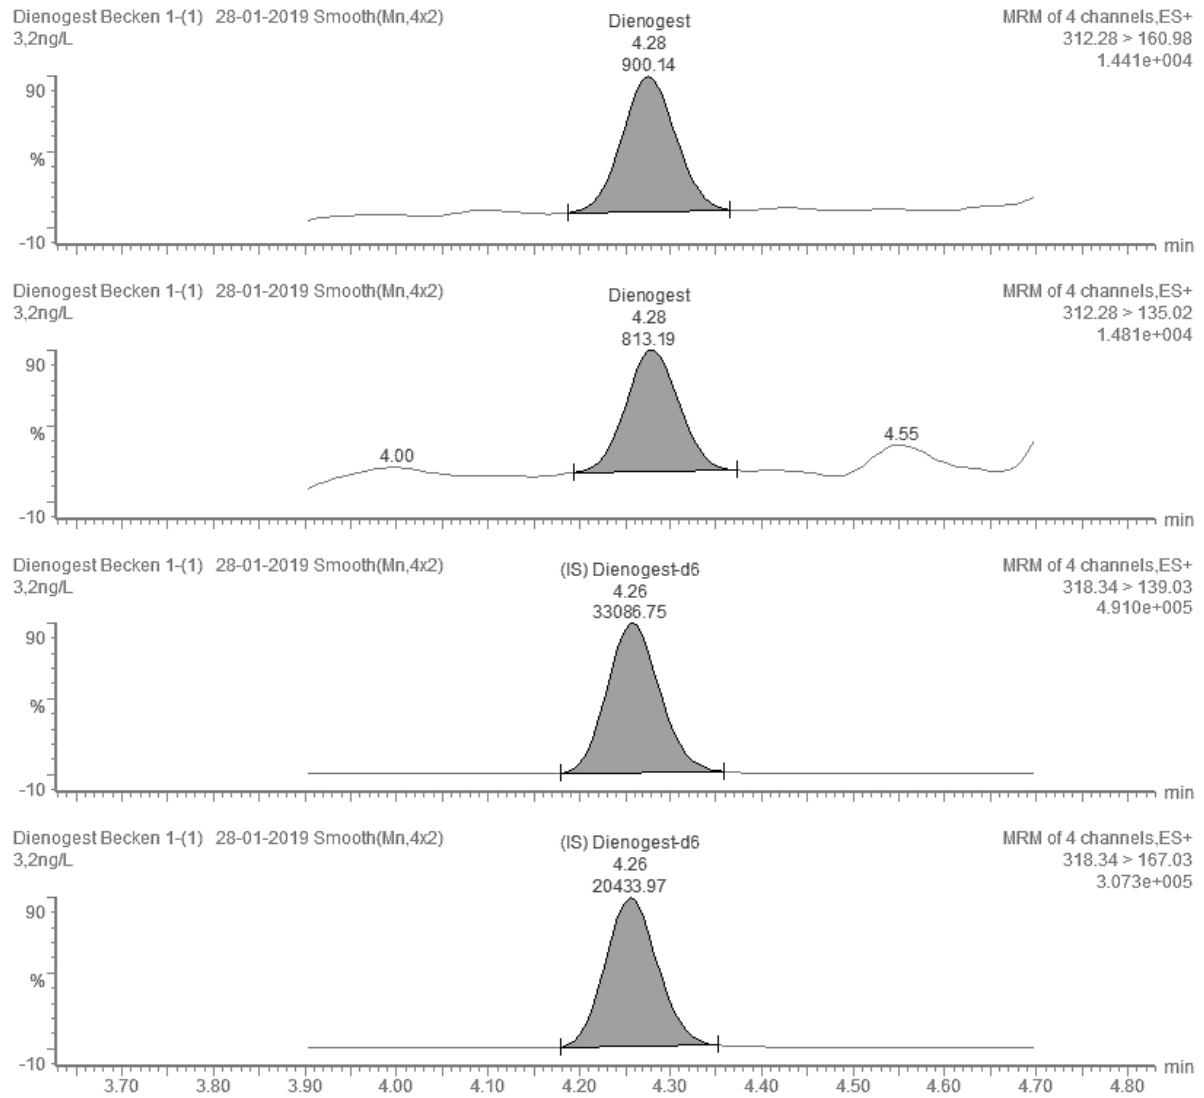 Dienogest Becken 1-(1) 28-01-2019 Smooth(Mn,4x2)
3,2ng/L
Dienogest
4.28
900.14
MRM of 4 channels,ES+
312.28 > 160.98
1.441e+004
90
%
-10
min
Dienogest Becken 1-(1) 28-01-2019 Smooth(Mn,4x2)
3,2ng/L
Dienogest
4.28
813.19
MRM of 4 channels,ES+
312.28 > 135.02
1.481e+004
90
%
-10
4.00
4.55
min
Dienogest Becken 1-(1) 28-01-2019 Smooth(Mn,4x2)
3,2ng/L
(IS) Dienogest-d6
4.26
33086.75
MRM of 4 channels,ES+
318.34 > 139.03
4.910e+005
90
%
-10
min
Dienogest Becken 1-(1) 28-01-2019 Smooth(Mn,4x2)
3,2ng/L
(IS) Dienogest-d6
4.26
20433.97
MRM of 4 channels,ES+
318.34 > 167.03
3.073e+005
90
%
-10
min
3.70 3.80 3.90 4.00 4.10 4.20 4.30 4.40 4.50 4.60 4.70 4.80